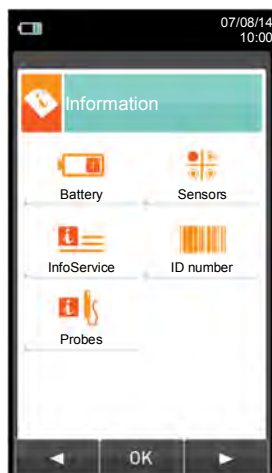 07/08/14
10:00
Information
Battery
Sensors
InfoService
ID number
Probes
OK